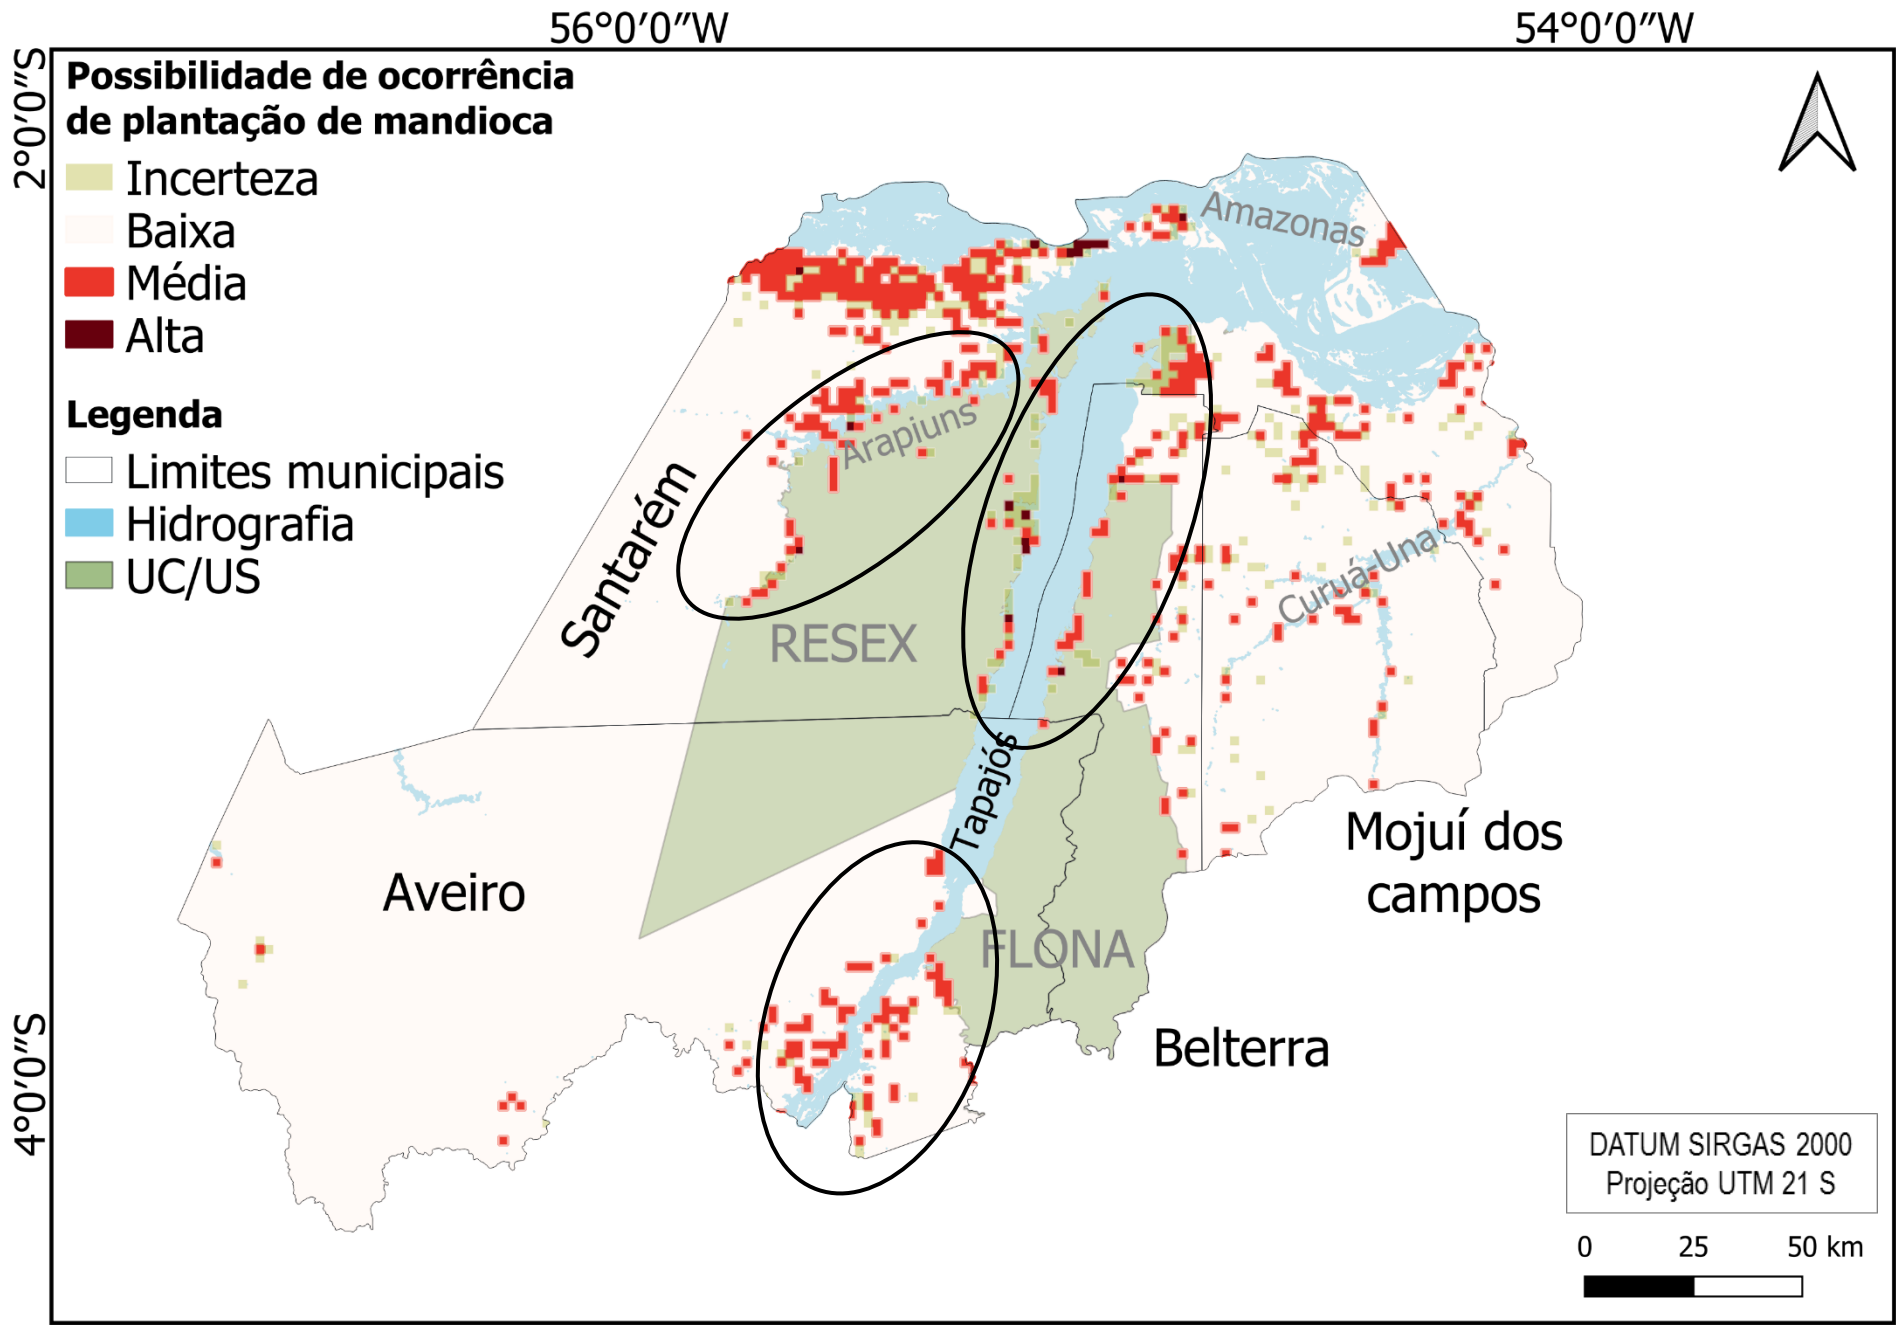 56°0′0″W
54°0′0″W
2°0′0″S
4°0′0″S
Possibilidade de ocorrência
de plantação de mandioca
Incerteza
Baixa
Média
Alta
Legenda
Limites municipais
Hidrografia
UC/US
Amazonas
Arapiuns
Santarém
Curuá-Una
RESEX
Tapajós
Aveiro
Mojuí dos
campos
FLONA
Belterra
DATUM SIRGAS 2000
Projeção UTM 21 S
0 25 50 km